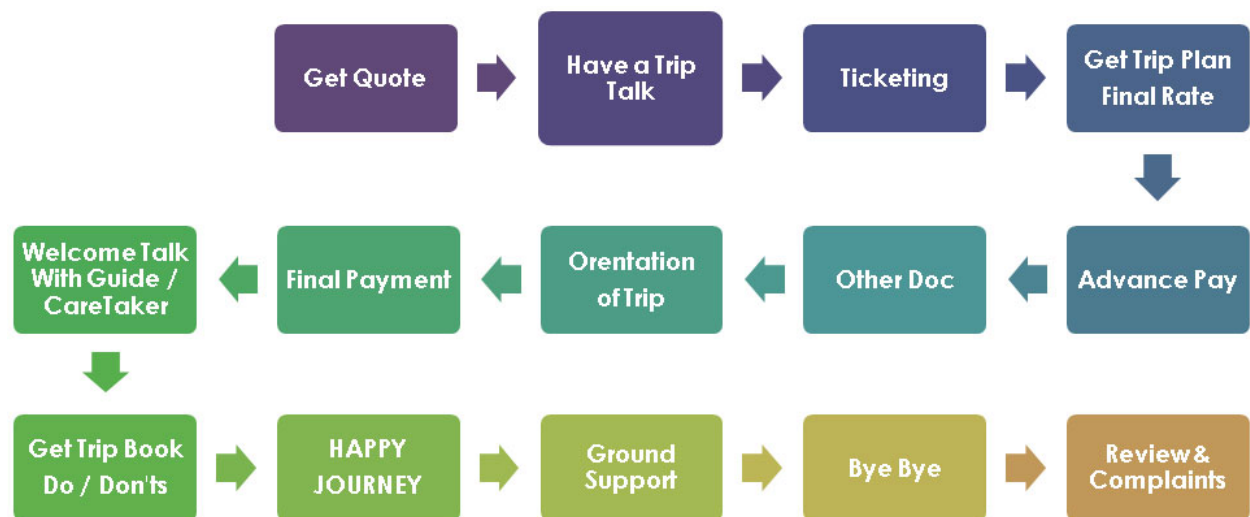 Get Quote
Have a Trip
Talk
Ticketing
Get Trip Plan
Final Rate
Welcome Talk
With Guide /
CareTaker
Final Payment
Orentation
of Trip
Other Doc
Advance Pay
Get Trip Book
Do / Don'ts
HAPPY
JOURNEY
Ground
Support
Bye Bye
Review &
Complaints